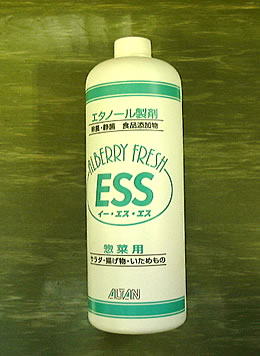 エタノール製剤
除菌・静菌 食品添加物
ALBERRY FRESH
ESS
イー・エス・エス
惣菜用
サラダ・揚げ物・いためもの
ALTAN